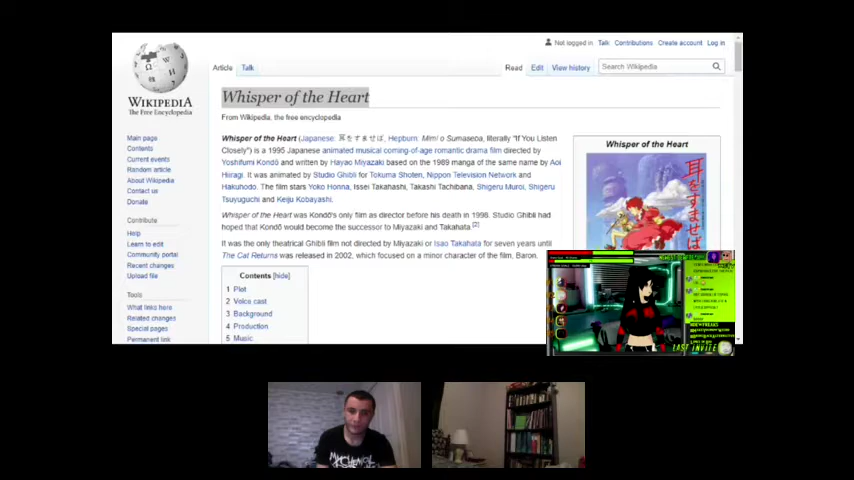 Not logged in Talk Contributions Create account Log in
Article Talk
Read Edit View history
Search Wikipedia
WIKIPEDIA
The Free Encyclopedia
Main page
Contents
Current events
Random article
About Wikipedia
Contact us
Donate
Contribute
Help
Learn to edit
Community portal
Recent changes
Upload file
Tools
What links here
Related changes
Special pages
Permanent link
Whisper of the Heart
From Wikipedia, the free encyclopedia
Whisper of the Heart (Japanese: 耳をすませば, Hepburn: Mimi o Sumaseba, literally "If You Listen
Closely") is a 1995 Japanese animated musical coming-of-age romantic drama film directed by
Yoshifumi Kondō and written by Hayao Miyazaki based on the 1989 manga of the same name by Aoi
Hiiragi. It was animated by Studio Ghibli for Tokuma Shoten, Nippon Television Network and
Hakuhodo. The film stars Yoko Honna, Issei Takahashi, Takashi Tachibana, Shigeru Muroi, Shigeru
Tsuyuguchi and Keiju Kobayashi.
Whisper of the Heart was Kondō's only film as director before his death in 1998. Studio Ghibli had
hoped that Kondō would become the successor to Miyazaki and Takahata.[2]
It was the only theatrical Ghibli film not directed by Miyazaki or Isao Takahata for seven years until
The Cat Returns was released in 2002, which focused on a minor character of the film, Baron.
Contents [hide]
1 Plot
2 Voice cast
3 Background
4 Production
5 Music
Whisper of the Heart
耳をすませば
LAST INVITE